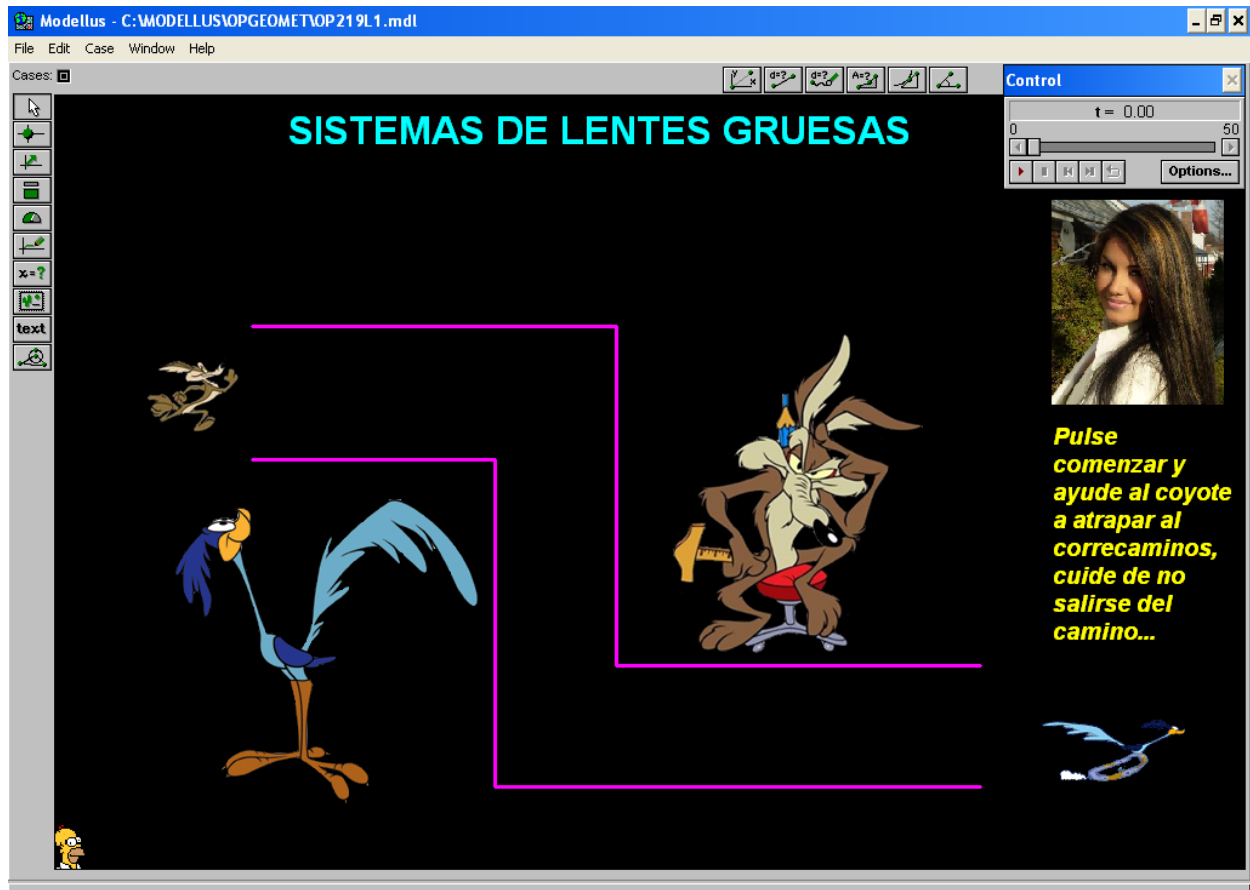 Modellus - C:\MODELLUS\OPGEOMET\OP219L1.mdl
File Edit Case Window Help
Cases:
y x d=? d=? A=?
Control
t = 0.00
0 50
Options...
SISTEMAS DE LENTES GRUESAS
x=?
text
Pulse
comenzar y
ayude al coyote
a atrapar al
correcaminos,
cuide de no
salirse del
camino...